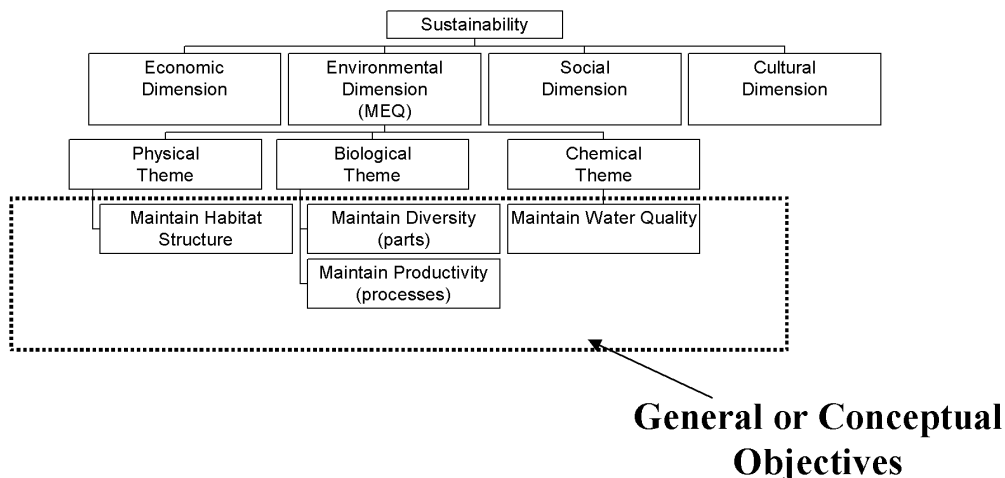 Sustainability
Economic
Dimension
Environmental
Dimension
(MEQ)
Social
Dimension
Cultural
Dimension
Physical
Theme
Biological
Theme
Chemical
Theme
Maintain Habitat
Structure
Maintain Diversity
(parts)
Maintain Water Quality
Maintain Productivity
(processes)
General or Conceptual
Objectives